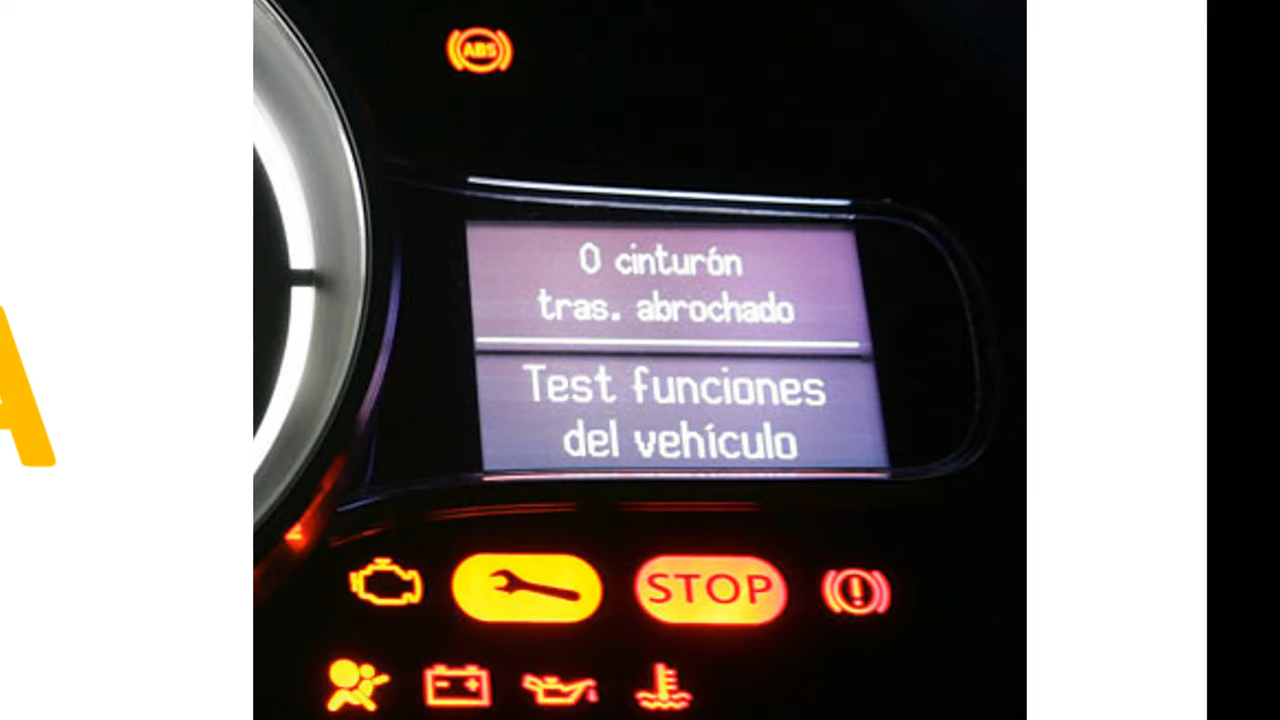 A
ABS
0 cinturón
tras. abrochado
Test funciones
del vehículo
STOP